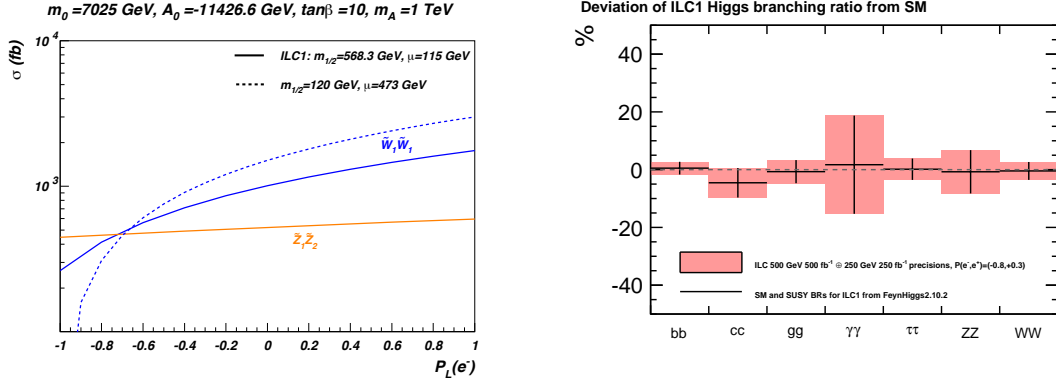 m₀ =7025 GeV, A₀ =-11426.6 GeV, tanβ =10, m_A =1 TeV
σ (fb)
10⁴
10³
ILC1: m₁/₂=568.3 GeV, μ=115 GeV
m₁/₂=120 GeV, μ=473 GeV
W̃₁W̃₁
Z̃₁Z̃₂
-1 -0.8 -0.6 -0.4 -0.2 0 0.2 0.4 0.6 0.8 1
P_L(e⁻)
Deviation of ILC1 Higgs branching ratio from SM
%
40
20
0
-20
-40
ILC 500 GeV 500 fb⁻¹ ⊕ 250 GeV 250 fb⁻¹ precisions, P(e⁻,e⁺)=(-0.8,+0.3)
SM and SUSY BRs for ILC1 from FeynHiggs2.10.2
bb cc gg γγ ττ ZZ WW